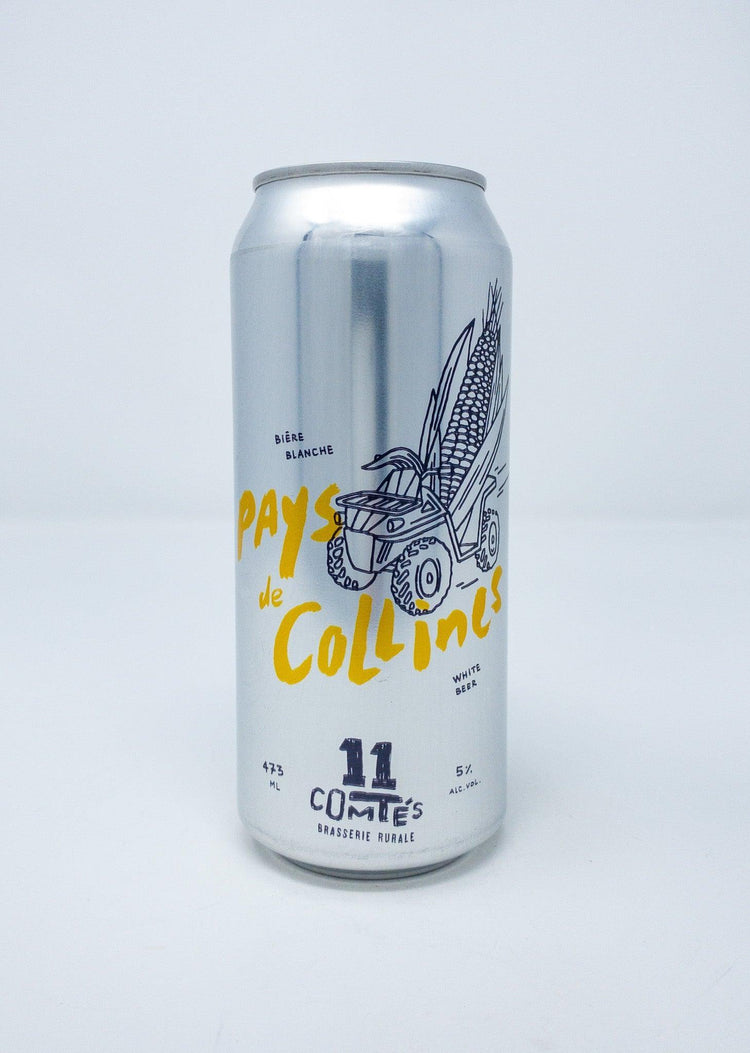 BIÈRE
BLANCHE
PAYS
de
COLLINES
WHITE
BEER
473
ML
11
COMTÉS
BRASSERIE RURALE
5%
ALC.VOL.